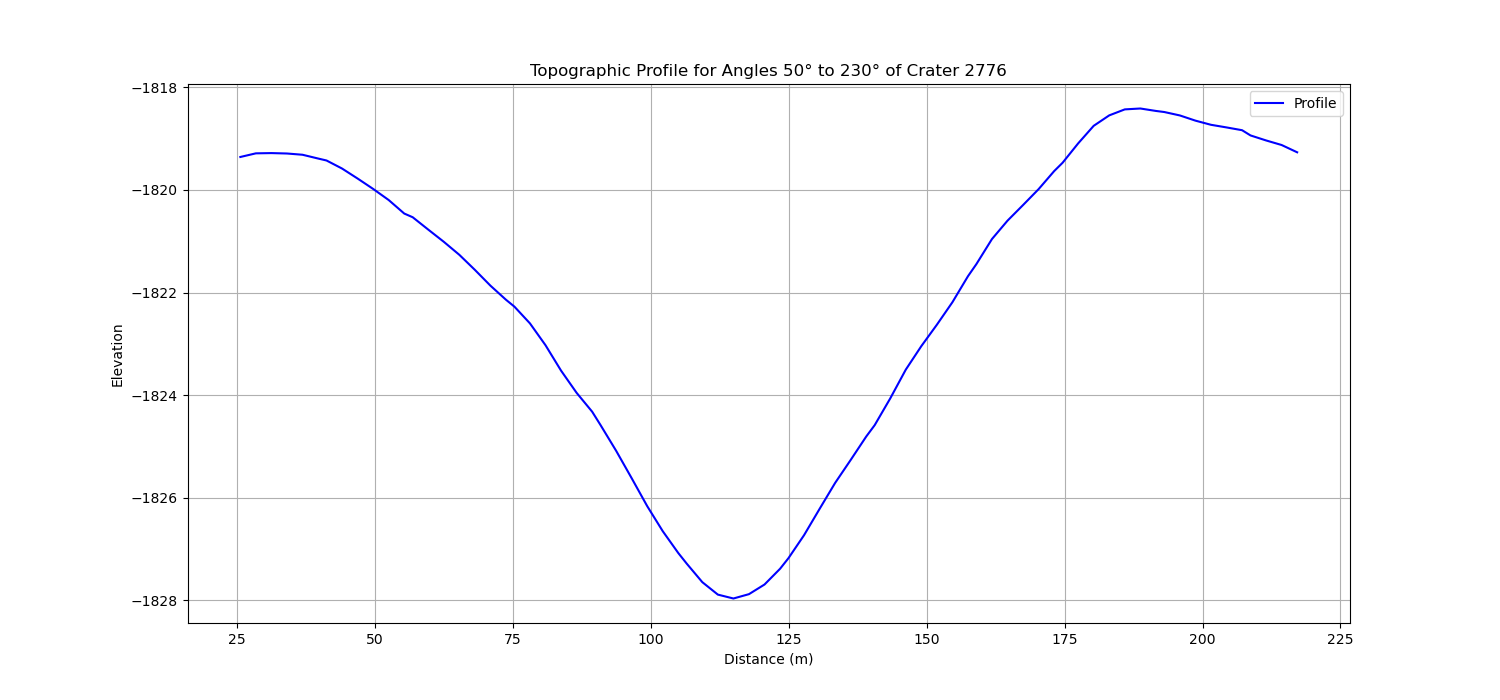 Topographic Profile for Angles 50° to 230° of Crater 2776
Profile
Elevation
−1818
−1820
−1822
−1824
−1826
−1828
25 50 75 100 125 150 175 200 225
Distance (m)